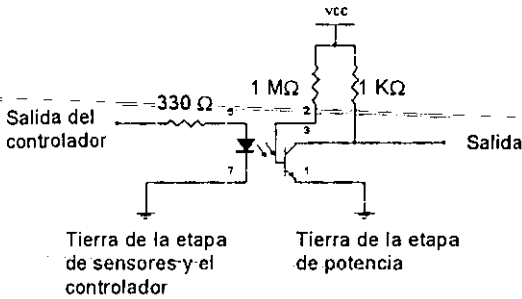 vcc
1 MΩ
1 KΩ
330 Ω
5
2
Salida del
controlador
3
Salida
7
1
Tierra de la etapa
de sensores y el
controlador
Tierra de la etapa
de potencia